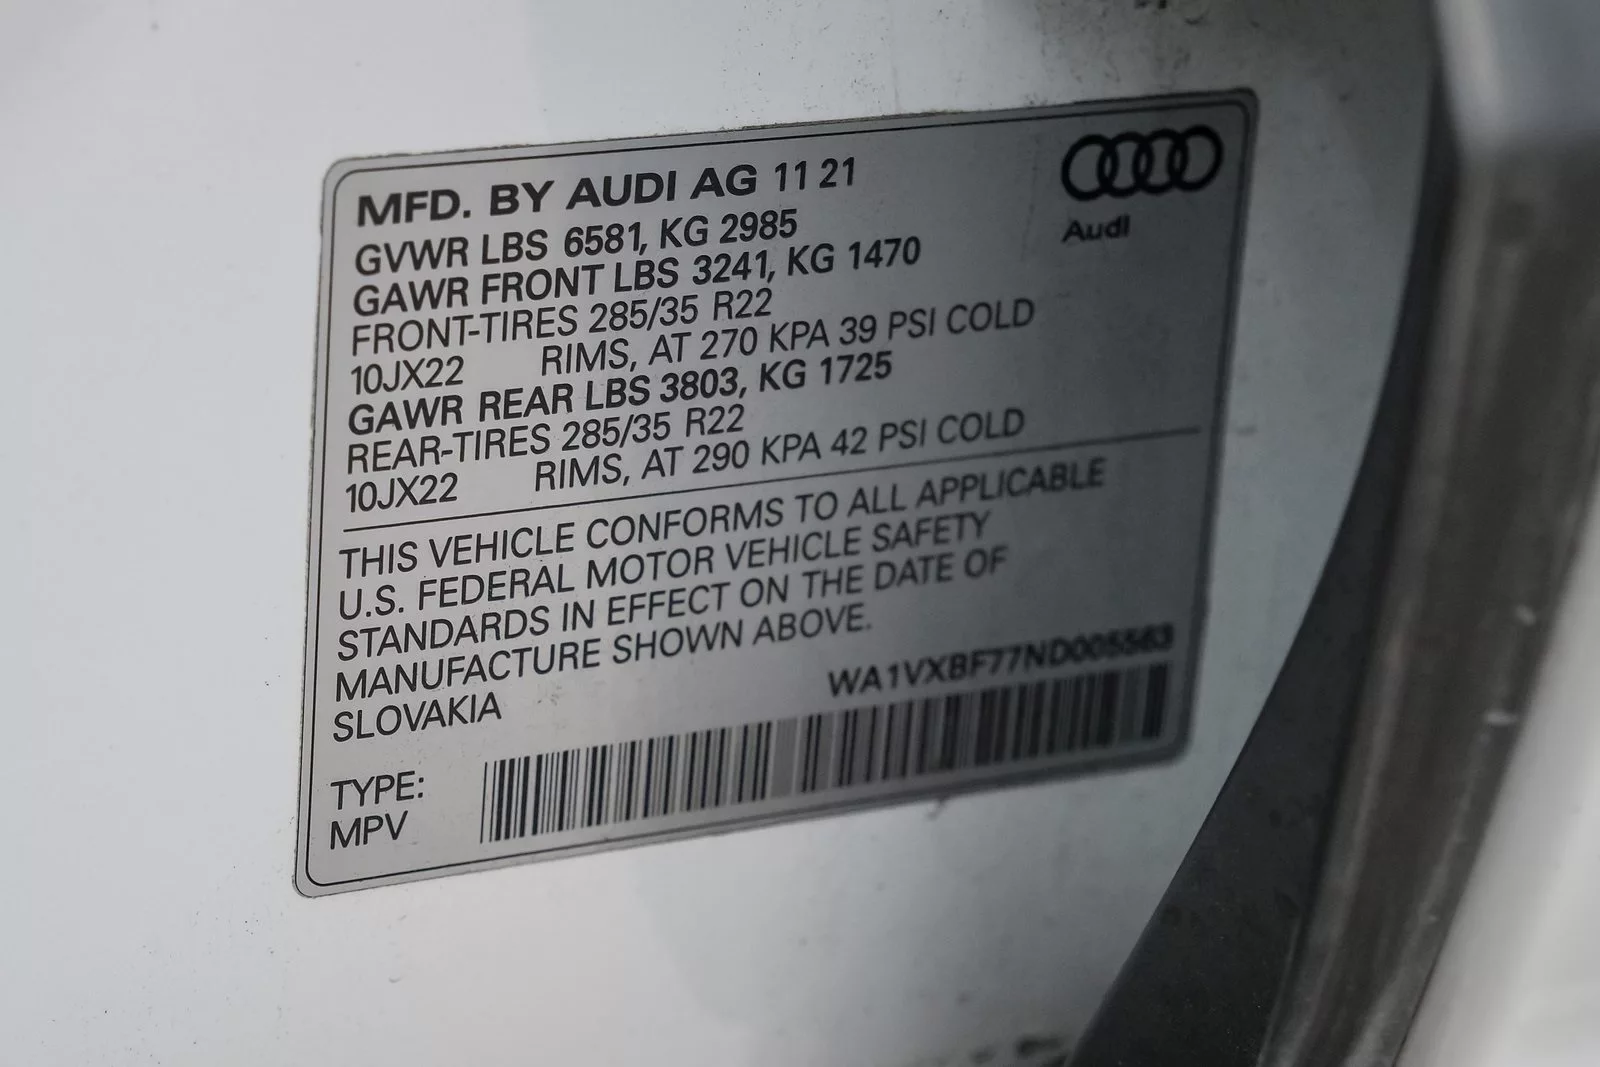 MFD. BY AUDI AG 11 21
Audi
GVWR LBS 6581, KG 2985
GAWR FRONT LBS 3241, KG 1470
FRONT-TIRES 285/35 R22
10JX22 RIMS, AT 270 KPA 39 PSI COLD
GAWR REAR LBS 3803, KG 1725
REAR-TIRES 285/35 R22
10JX22 RIMS, AT 290 KPA 42 PSI COLD
THIS VEHICLE CONFORMS TO ALL APPLICABLE
U.S. FEDERAL MOTOR VEHICLE SAFETY
STANDARDS IN EFFECT ON THE DATE OF
MANUFACTURE SHOWN ABOVE.
SLOVAKIA
WA1VXBF77ND005563
TYPE:
MPV